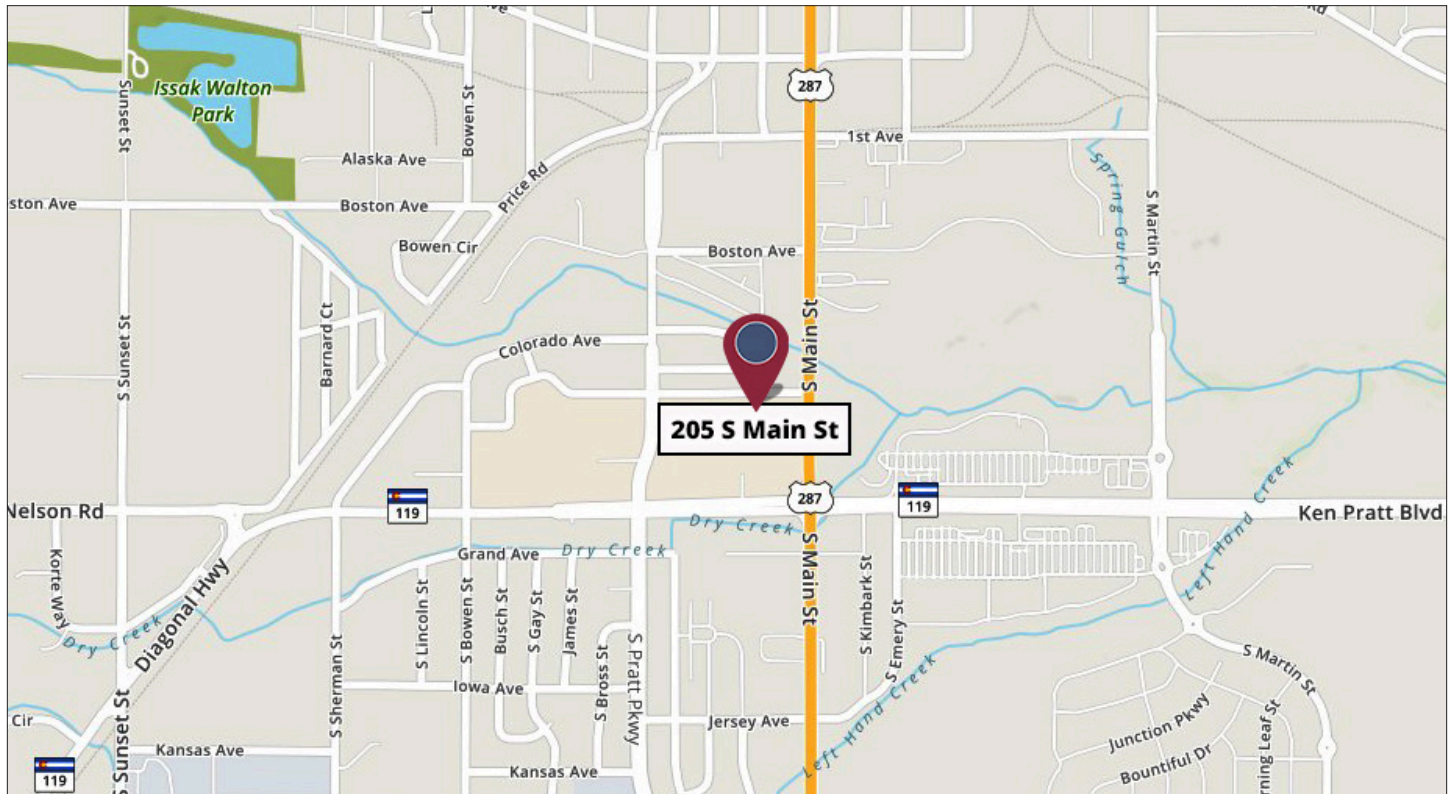 287
Issak Walton
Park
S Sunset St
Bowen St
1st Ave
Alaska Ave
Price Rd
Spring Gulch
S Martin St
ston Ave
Boston Ave
Bowen Cir
Boston Ave
S Main St
Barnard Ct
S Sunset St
Colorado Ave
205 S Main St
287
119
119
Nelson Rd
Ken Pratt Blvd
Dry Creek
Left Hand Creek
Grand Ave
Dry Creek
Korte Way
Diagonal Hwy
S Lincoln St
S Bowen St
Busch St
S Gay St
James St
S Main St
S Kimbark St
S Emery St
Dry Creek
S Sherman St
S Bross St
S Pratt Pkwy
S Martin St
Iowa Ave
Jersey Ave
Left Hand Creek
Junction Pkwy
Bountiful Dr
rning Leaf St
Cir
S Sunset St
Kansas Ave
Kansas Ave
119